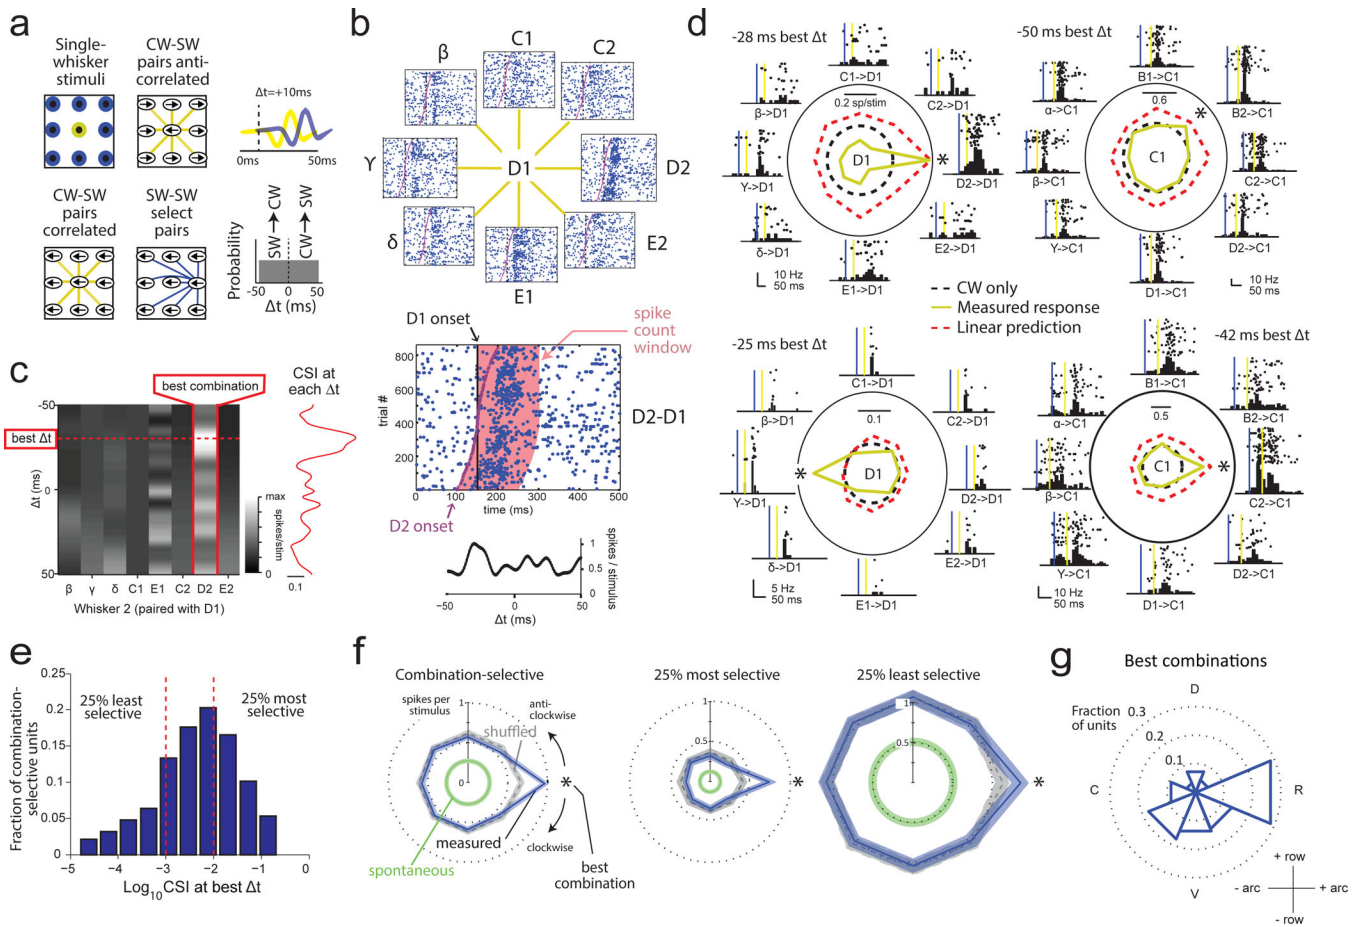 a
Single-
whisker
stimuli
CW-SW
pairs anti-
correlated
Δt=+10ms
0ms
50ms
CW-SW
pairs
correlated
SW-SW
select
pairs
Probability
SW→CW
CW→SW
-50
0
50
Δt (ms)
b
β
C1
C2
γ
D1
D2
δ
E1
E2
D1 onset
spike
count
window
trial #
800
600
400
200
0
100
200
300
400
500
time (ms)
D2 onset
D2-D1
spikes / stimulus
1
0.5
0
-50
0
50
Δt (ms)
c
best combination
CSI at
each Δt
best Δt
-50
0
50
Δt (ms)
max
spikes/stim
0
0.1
β
γ
δ
C1
E1
C2
D2
E2
Whisker 2 (paired with D1)
d
-28 ms best Δt
C1->D1
C2->D1
β->D1
0.2 sp/stim
D1
*
γ->D1
D2->D1
δ->D1
E2->D1
E1->D1
10 Hz
50 ms
-50 ms best Δt
B1->C1
α->C1
B2->C1
0.6
*
C1
β->C1
C2->C1
γ->C1
D2->C1
D1->C1
10 Hz
50 ms
CW only
Measured response
Linear prediction
-25 ms best Δt
C1->D1
β->D1
C2->D1
0.1
D1
*
γ->D1
D2->D1
δ->D1
E2->D1
E1->D1
5 Hz
50 ms
-42 ms best Δt
B1->C1
α->C1
B2->C1
0.5
C1
*
β->C1
C2->C1
γ->C1
D2->C1
D1->C1
10 Hz
50 ms
e
Fraction of combination-
selective units
0.25
0.2
0.15
0.1
0.05
0
25% least
selective
25% most
selective
−5
−4
−3
−2
−1
0
Log10CSI at best Δt
f
Combination-selective
spikes per
stimulus
1
0
anti-
clockwise
shuffled
*
measured
clockwise
spontaneous
best
combination
25% most selective
1
0.5
0
*
25% least selective
1
0.5
0
*
g
Best combinations
D
Fraction
of units
0.3
0.2
0.1
C
R
V
+ row
- arc
+ arc
- row